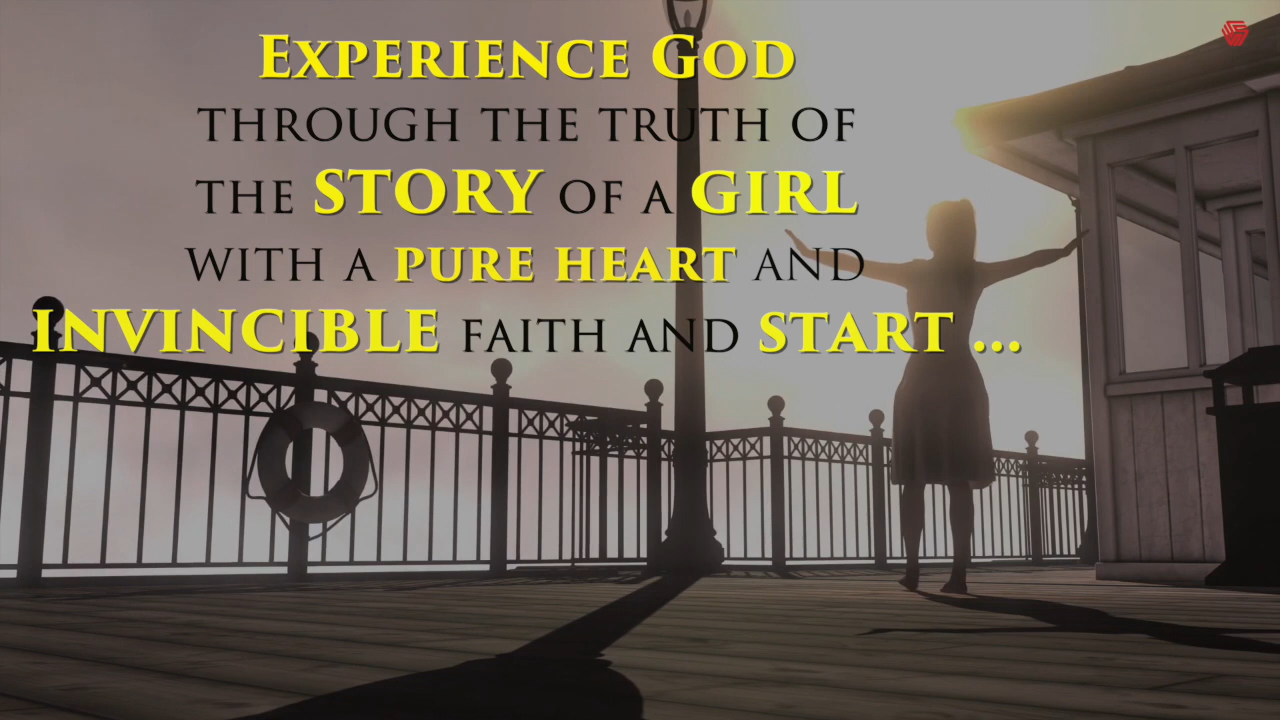 Experience God
through the truth of
the STORY of a GIRL
with a pure heart and
INVINCIBLE faith and START ...